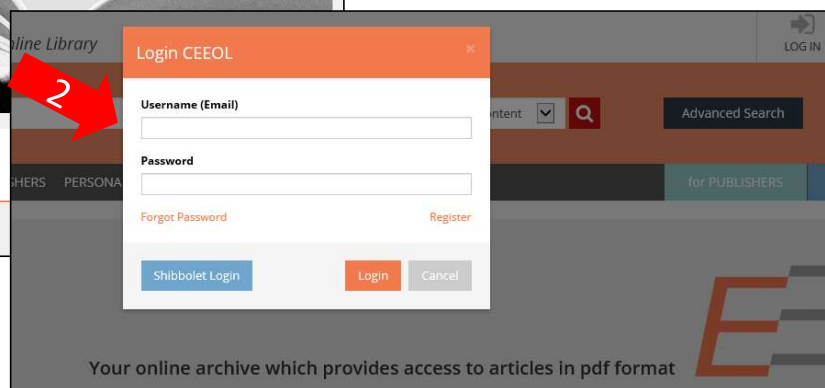 nline Library
LOG IN
Login CEEOL ×
2
Username (Email)
ntent
Advanced Search
Password
SHERS PERSONA
for PUBLISHERS
Forgot Password Register
Shibbolet Login Login Cancel
Your online archive which provides access to articles in pdf format